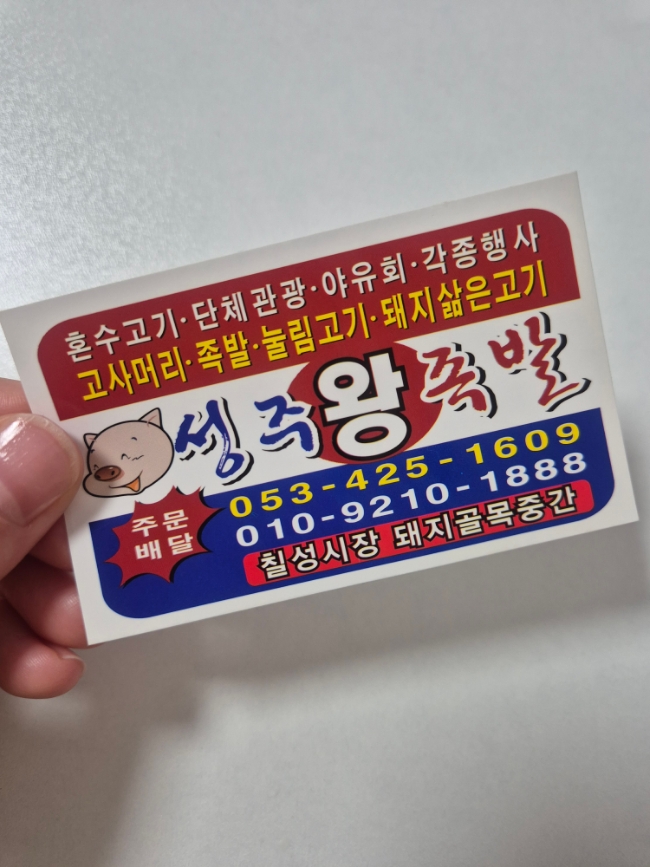 혼수고기·단체관광·야유회·각종행사
고사머리·족발·눌림고기·돼지삶은고기
성주왕족발
053-425-1609
010-9210-1888
주문
배달
칠성시장 돼지골목중간